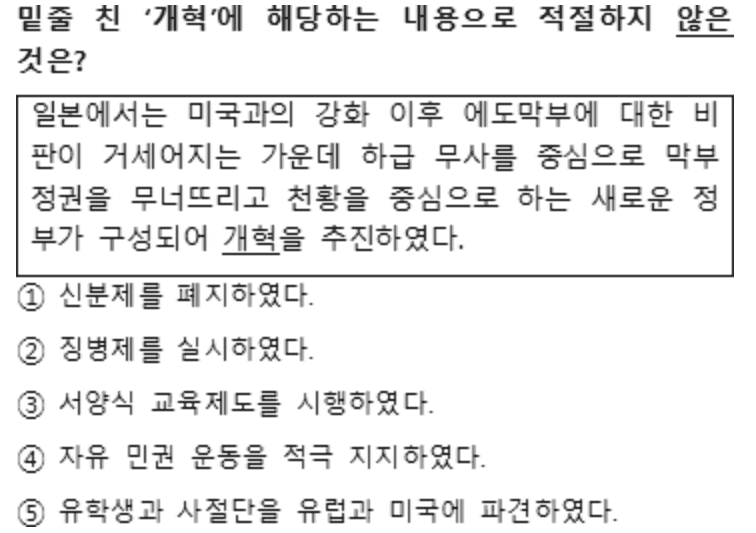 밑줄 친 ‘개혁’에 해당하는 내용으로 적절하지 않은
것은?
일본에서는 미국과의 강화 이후 에도막부에 대한 비
판이 거세어지는 가운데 하급 무사를 중심으로 막부
정권을 무너뜨리고 천황을 중심으로 하는 새로운 정
부가 구성되어 개혁을 추진하였다.
① 신분제를 폐지하였다.
② 징병제를 실시하였다.
③ 서양식 교육제도를 시행하였다.
④ 자유 민권 운동을 적극 지지하였다.
⑤ 유학생과 사절단을 유럽과 미국에 파견하였다.